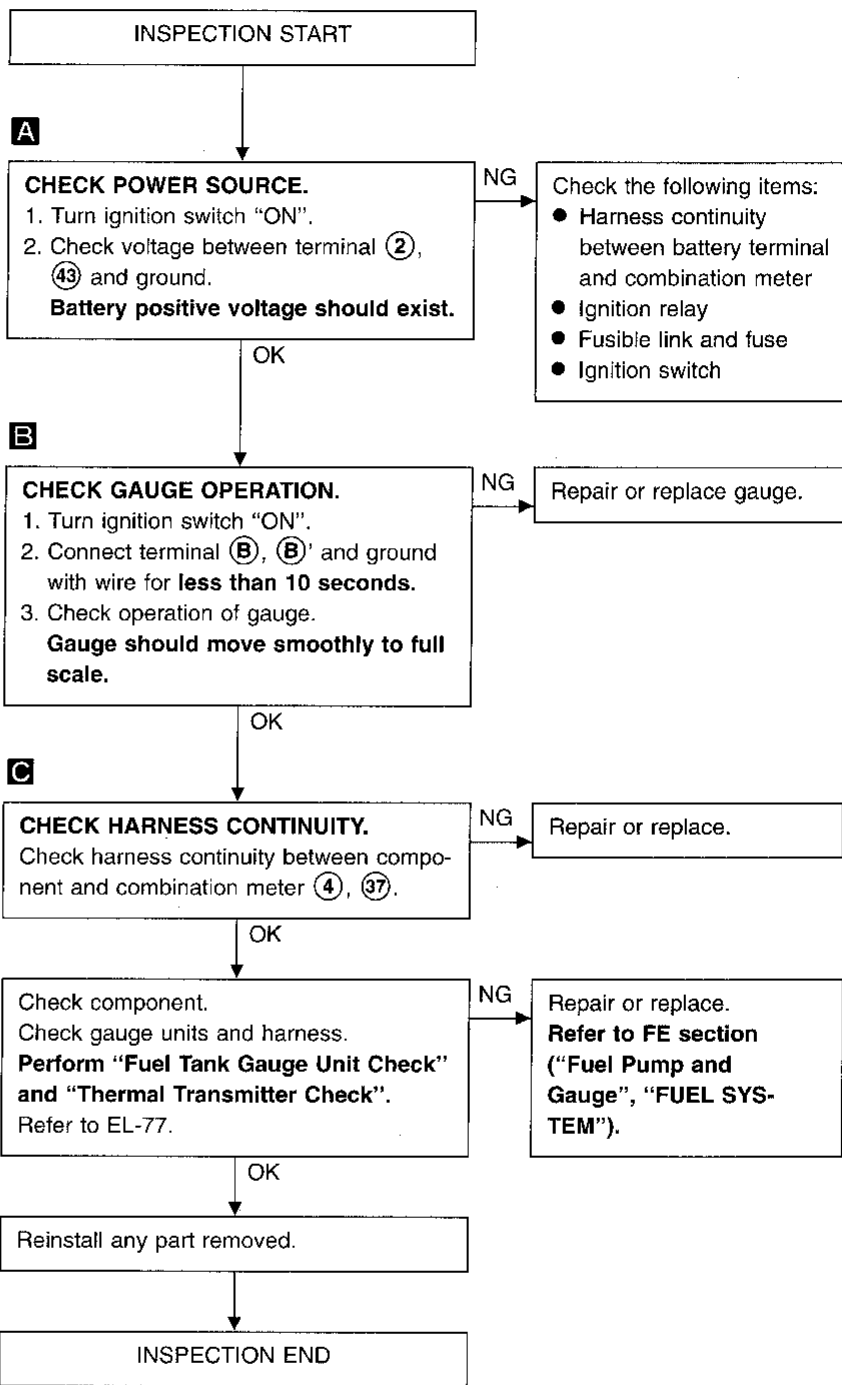 INSPECTION START
A
CHECK POWER SOURCE.
1. Turn ignition switch "ON".
2. Check voltage between terminal ②,
㊸ and ground.
Battery positive voltage should exist.
NG
Check the following items:
● Harness continuity
between battery terminal
and combination meter
● Ignition relay
● Fusible link and fuse
● Ignition switch
OK
B
CHECK GAUGE OPERATION.
1. Turn ignition switch "ON".
2. Connect terminal Ⓑ, Ⓑ' and ground
with wire for less than 10 seconds.
3. Check operation of gauge.
Gauge should move smoothly to full
scale.
NG
Repair or replace gauge.
OK
C
CHECK HARNESS CONTINUITY.
Check harness continuity between compo-
nent and combination meter ④, ㊲.
NG
Repair or replace.
OK
Check component.
Check gauge units and harness.
Perform "Fuel Tank Gauge Unit Check"
and "Thermal Transmitter Check".
Refer to EL-77.
NG
Repair or replace.
Refer to FE section
("Fuel Pump and
Gauge", "FUEL SYS-
TEM").
OK
Reinstall any part removed.
INSPECTION END